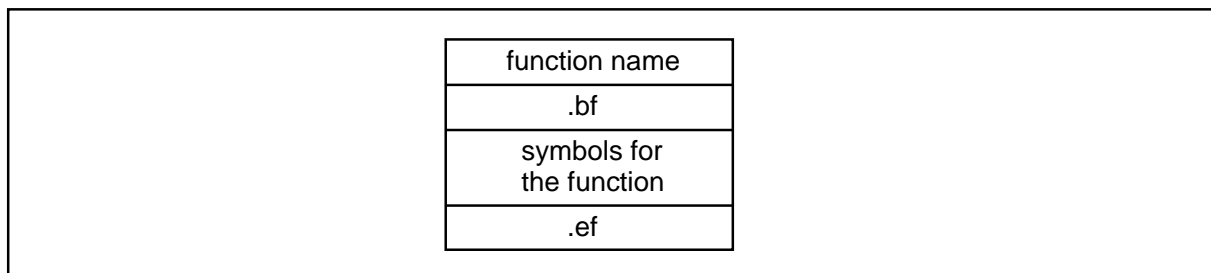 function name
.bf
symbols for
the function
.ef